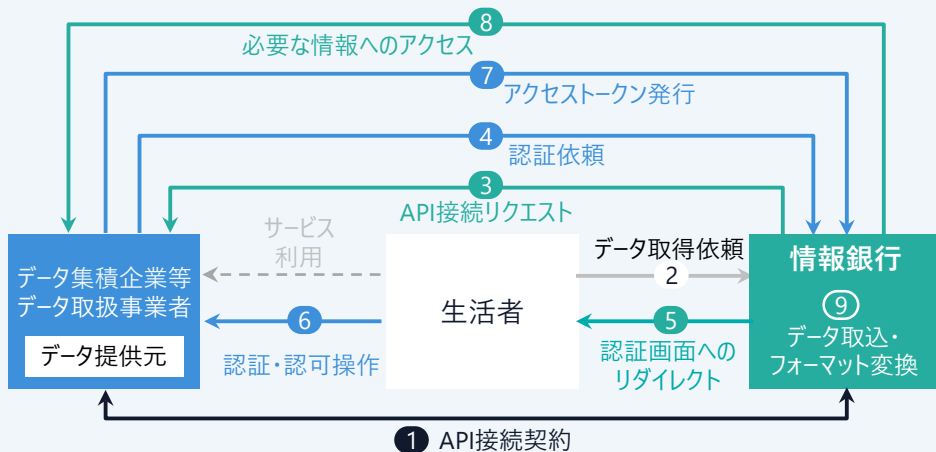 8
必要な情報へのアクセス
7
アクセストークン発行
4
認証依頼
3
API接続リクエスト
サービス
利用
データ取得依頼
2
データ集積企業等
データ取扱事業者
データ提供元
6
認証・認可操作
生活者
5
認証画面への
リダイレクト
情報銀行
9
データ取込・
フォーマット変換
1 API接続契約